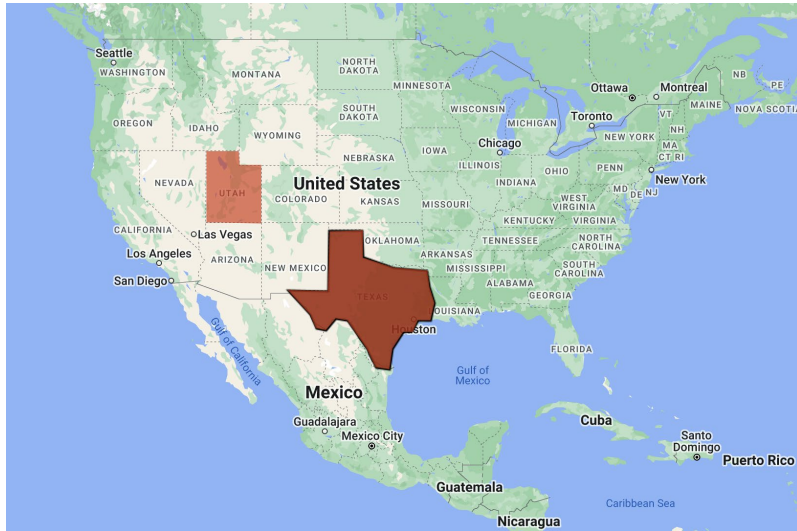 Seattle
WASHINGTON
MONTANA
NORTH
DAKOTA
MINNESOTA
Ottawa
Montreal
NB
PE
MAINE
NOVA SCOTIA
VT
NH
OREGON
IDAHO
SOUTH
DAKOTA
WYOMING
WISCONSIN
MICHIGAN
Toronto
NEW YORK
MA
CT RI
Chicago
IOWA
NEBRASKA
ILLINOIS
INDIANA
OHIO
PENN
New York
MD
DE
NJ
NEVADA
UTAH
United States
COLORADO
KANSAS
MISSOURI
WEST
VIRGINIA
KENTUCKY
VIRGINIA
CALIFORNIA
Las Vegas
Los Angeles
ARIZONA
NEW MEXICO
OKLAHOMA
ARKANSAS
TENNESSEE
NORTH
CAROLINA
MISSISSIPPI
SOUTH
CAROLINA
San Diego
ALABAMA
GEORGIA
TEXAS
LOUISIANA
Houston
Gulf of
California
FLORIDA
Gulf of
Mexico
Mexico
Guadalajara
Mexico City
Cuba
Santo
Domingo
Puerto Rico
Guatemala
Caribbean Sea
Nicaragua